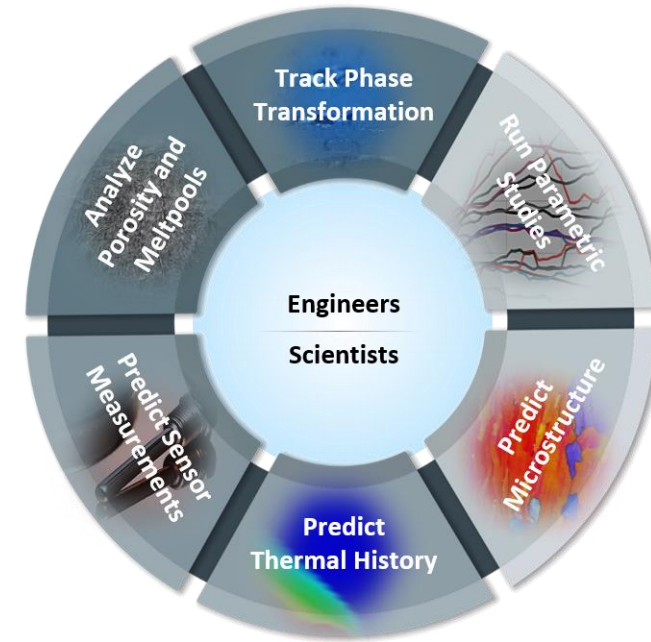 Track Phase
Transformation
Run Parametric
Studies
Predict
Microstructure
Predict
Thermal History
Predict Sensor
Measurements
Analyze
Porosity and
Meltpools
Engineers
Scientists